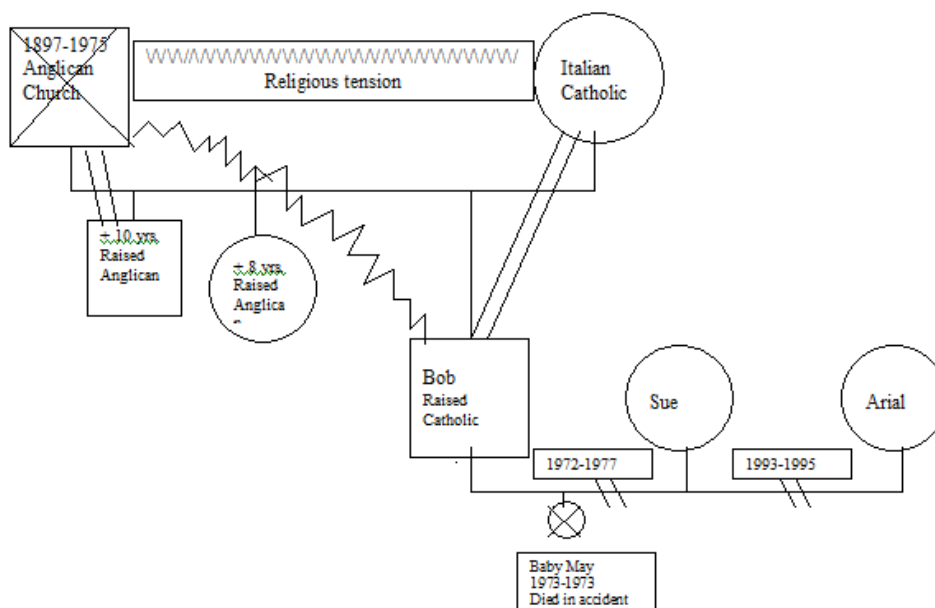 1897-1975
Anglican
Church
Religious tension
Italian
Catholic
+ 10 yrs.
Raised
Anglican
+ 8 yrs.
Raised
Anglica
Bob
Raised
Catholic
Sue
Arial
1972-1977
1993-1995
Baby May
1973-1973
Died in accident